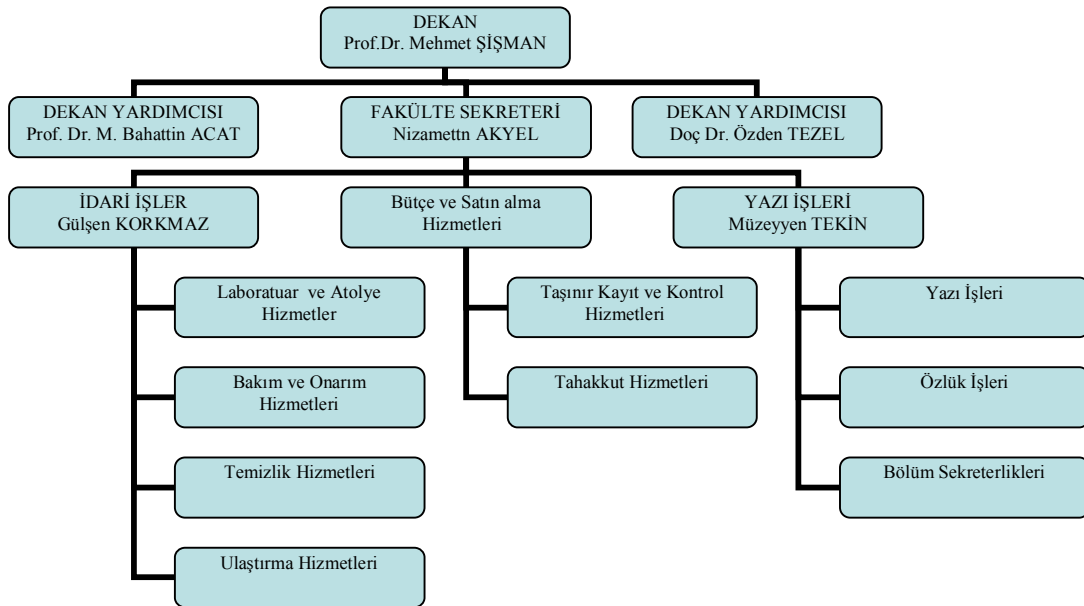 DEKAN
Prof.Dr. Mehmet ŞİŞMAN
DEKAN YARDIMCISI
Prof. Dr. M. Bahattin ACAT
FAKÜLTE SEKRETERİ
Nizamettn AKYEL
DEKAN YARDIMCISI
Doç Dr. Özden TEZEL
İDARİ İŞLER
Gülşen KORKMAZ
Bütçe ve Satın alma
Hizmetleri
YAZI İŞLERİ
Müzeyyen TEKİN
Laboratuar ve Atolye
Hizmetler
Taşınır Kayıt ve Kontrol
Hizmetleri
Yazı İşleri
Bakım ve Onarım
Hizmetleri
Tahakkut Hizmetleri
Özlük İşleri
Temizlik Hizmetleri
Bölüm Sekreterlikleri
Ulaştırma Hizmetleri